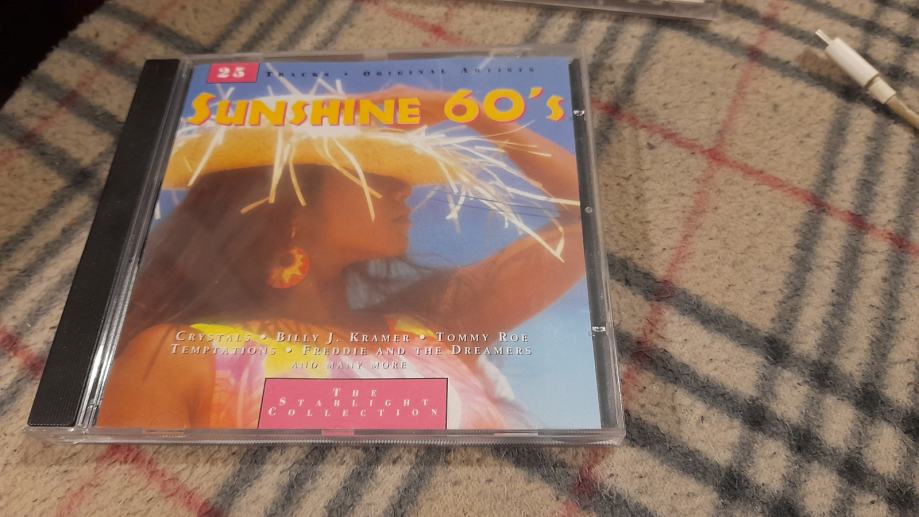 25 TRACKS • ORIGINAL ARTISTS
SUNSHINE 60's
CRYSTALS • BILLY J. KRAMER • TOMMY ROE
TEMPTATIONS • FREDDIE AND THE DREAMERS
AND MANY MORE
THE
STARLIGHT
COLLECTION